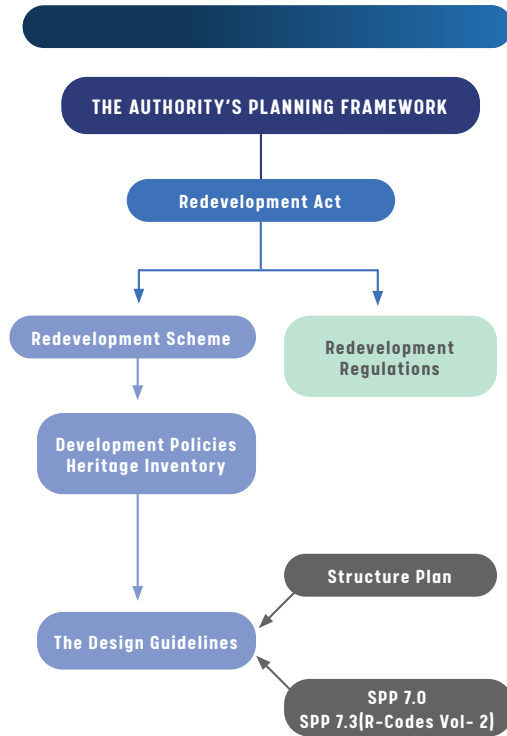 THE AUTHORITY'S PLANNING FRAMEWORK
Redevelopment Act
Redevelopment Scheme
Redevelopment
Regulations
Development Policies
Heritage Inventory
Structure Plan
The Design Guidelines
SPP 7.0
SPP 7.3(R-Codes Vol- 2)